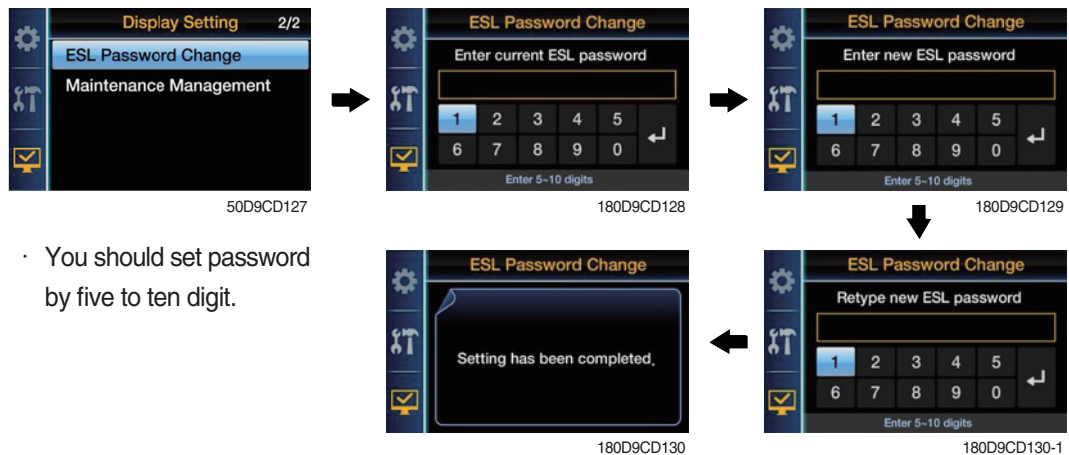 Display Setting 2/2
ESL Password Change
Maintenance Management
50D9CD127
ESL Password Change
Enter current ESL password
1 2 3 4 5
6 7 8 9 0
Enter 5~10 digits
180D9CD128
ESL Password Change
Enter new ESL password
1 2 3 4 5
6 7 8 9 0
Enter 5~10 digits
180D9CD129
· You should set password
by five to ten digit.
ESL Password Change
Retype new ESL password
1 2 3 4 5
6 7 8 9 0
Enter 5~10 digits
180D9CD130-1
ESL Password Change
Setting has been completed.
180D9CD130